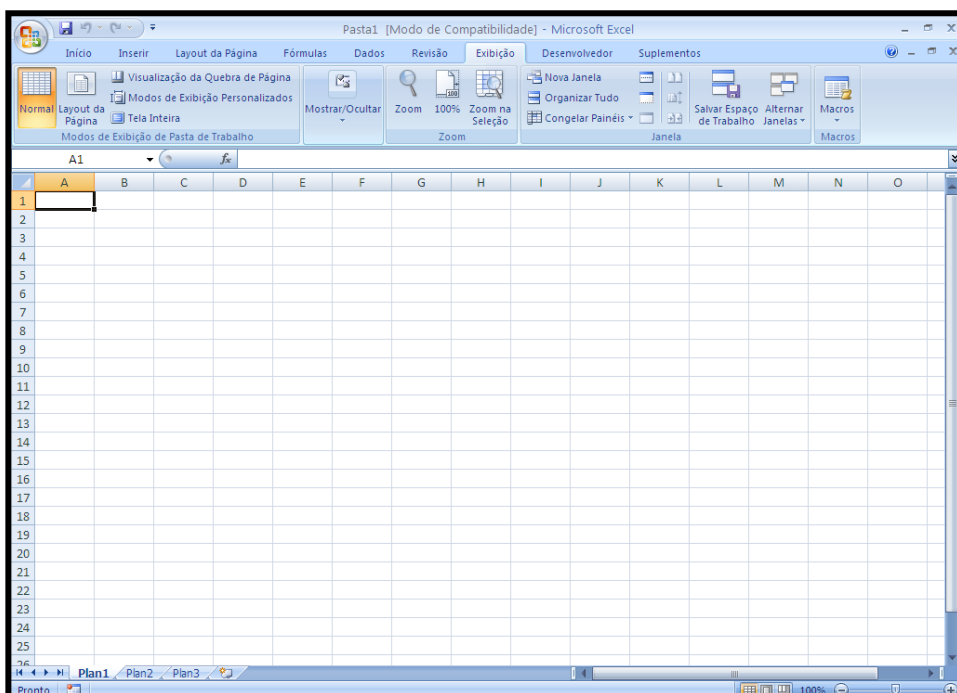 Pasta1 [Modo de Compatibilidade] - Microsoft Excel
Início Inserir Layout da Página Fórmulas Dados Revisão Exibição Desenvolvedor Suplementos
Normal
Layout da Página
Visualização da Quebra de Página
Modos de Exibição Personalizados
Tela Inteira
Modos de Exibição de Pasta de Trabalho
Mostrar/Ocultar
Zoom
100%
Zoom na Seleção
Zoom
Nova Janela
Organizar Tudo
Congelar Painéis
Salvar Espaço de Trabalho
Alternar Janelas
Janela
Macros
Macros
A1 fx
A B C D E F G H I J K L M N O
1
2
3
4
5
6
7
8
9
10
11
12
13
14
15
16
17
18
19
20
21
22
23
24
25
26
Plan1 Plan2 Plan3
Pronto 100%